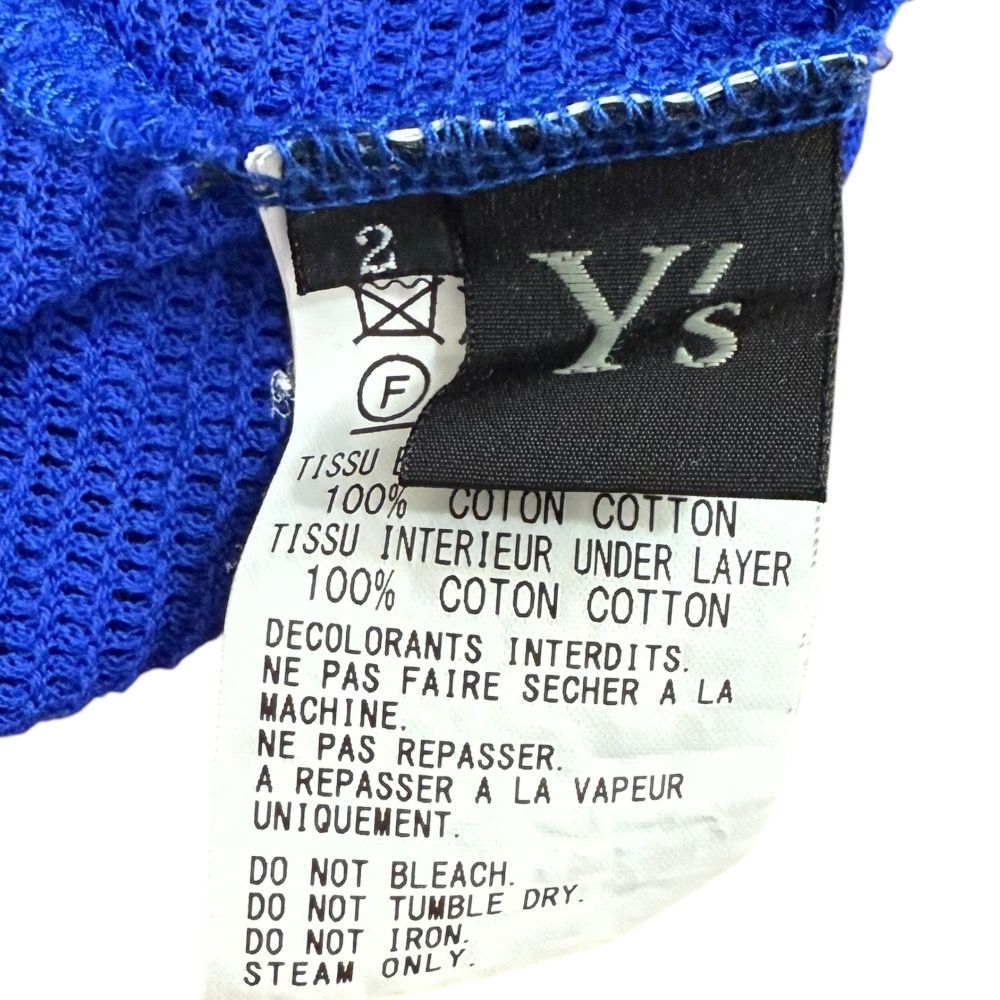 2
Y's
F
TISSU
100% COTON COTTON
TISSU INTERIEUR UNDER LAYER
100% COTON COTTON
DECOLORANTS INTERDITS.
NE PAS FAIRE SECHER A LA
MACHINE.
NE PAS REPASSER.
A REPASSER A LA VAPEUR
UNIQUEMENT.
DO NOT BLEACH.
DO NOT TUMBLE DRY.
DO NOT IRON.
STEAM ONLY.